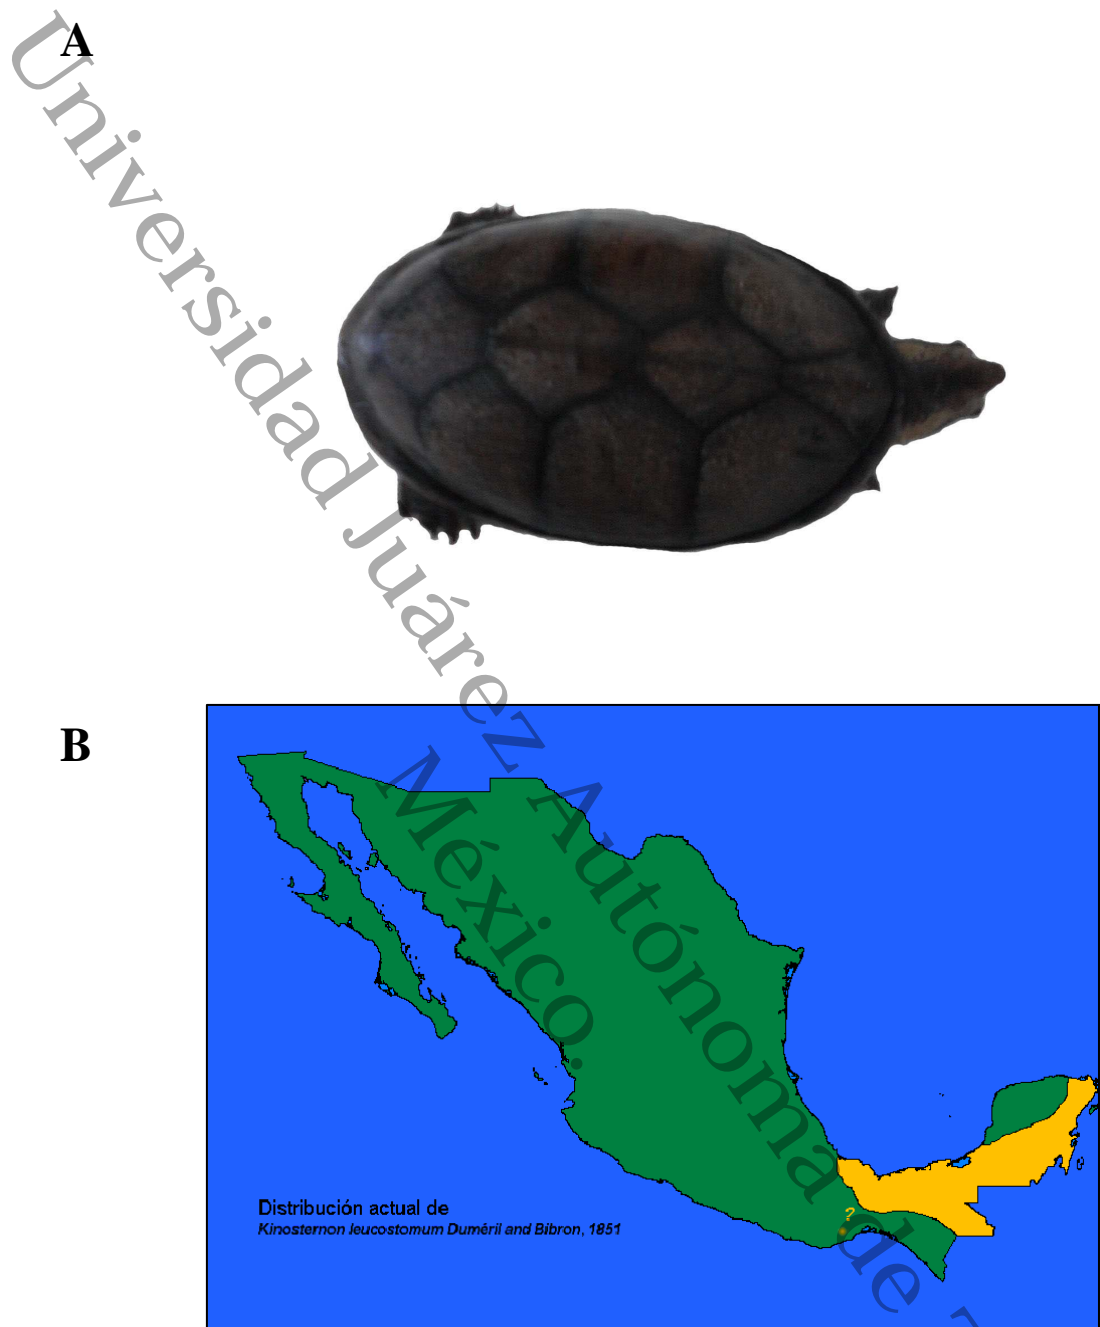 A
Universidad Juárez Autónoma de
México.
B
?
Distribución actual de
Kinosternon leucostomum Duméril and Bibron, 1851